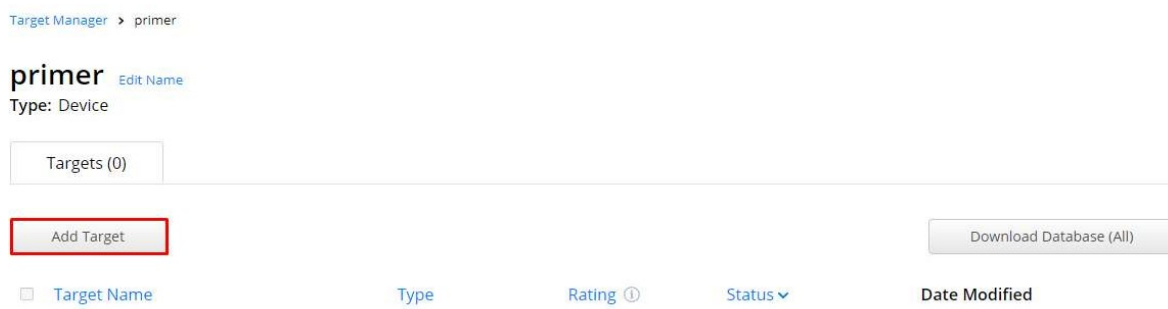 Target Manager > primer
primer Edit Name
Type: Device
Targets (0)
Add Target Download Database (All)
Target Name Type Rating Status Date Modified